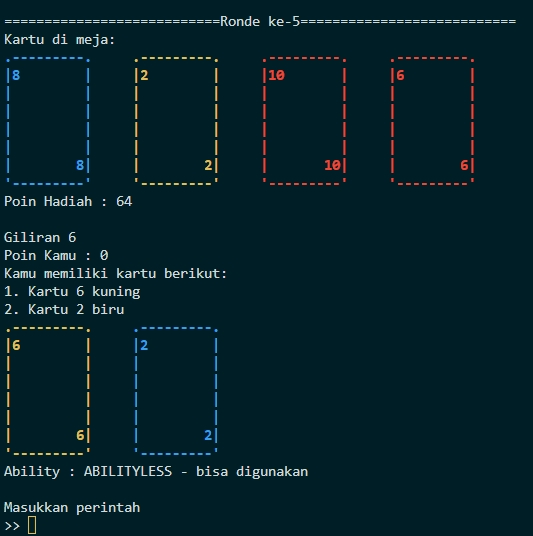 ===========================Ronde ke-5===========================
Kartu di meja:
8 2 10 6
8 2 10 6
Poin Hadiah : 64
Giliran 6
Poin Kamu : 0
Kamu memiliki kartu berikut:
1. Kartu 6 kuning
2. Kartu 2 biru
6 2
6 2
Ability : ABILITYLESS - bisa digunakan
Masukkan perintah
>>